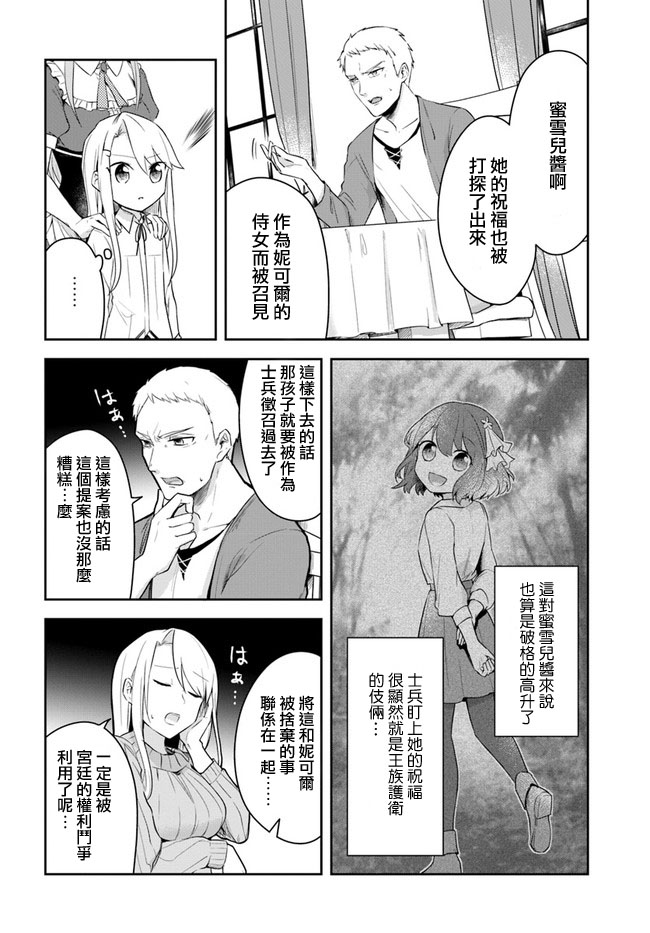 蜜雪兒醬啊
她的祝福也被
打探了出來
作為妮可爾的
侍女而被召見
……
這對蜜雪兒醬來說
也算是破格的高升了
士兵盯上她的祝福
很顯然就是王族護衛
的伎倆…
這樣下去的話
那孩子就要被作為
士兵徵召過去了
はぁ…
這樣考慮的話
這個提案也沒那麼
糟糕…麼
はぁ…
將這和妮可爾
被捨棄的事
聯係在一起…
一定是被
宮廷的權利鬥爭
利用了呢…